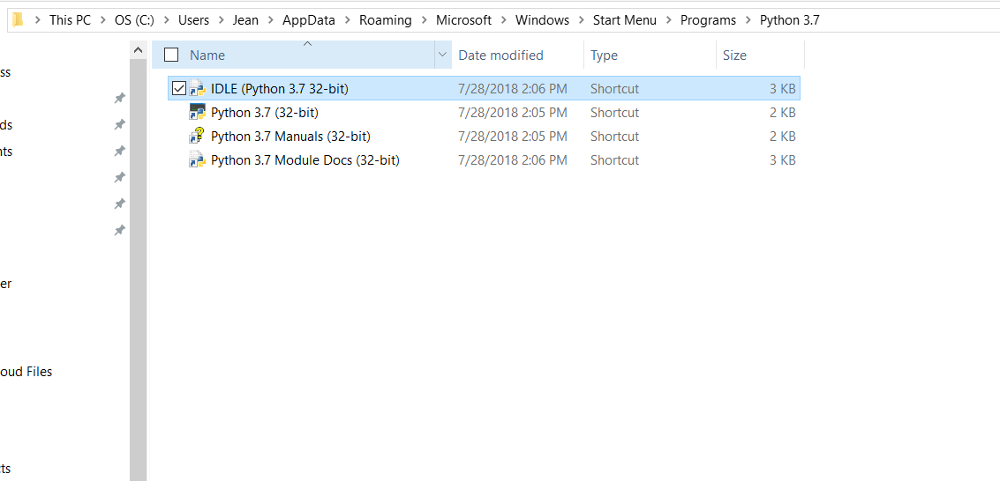 This PC > OS (C:) > Users > Jean > AppData > Roaming > Microsoft > Windows > Start Menu > Programs > Python 3.7
Name Date modified Type Size
ss
IDLE (Python 3.7 32-bit) 7/28/2018 2:06 PM Shortcut 3 KB
Python 3.7 (32-bit) 7/28/2018 2:05 PM Shortcut 2 KB
ds
Python 3.7 Manuals (32-bit) 7/28/2018 2:05 PM Shortcut 2 KB
nts
Python 3.7 Module Docs (32-bit) 7/28/2018 2:06 PM Shortcut 3 KB
er
oud Files
cts